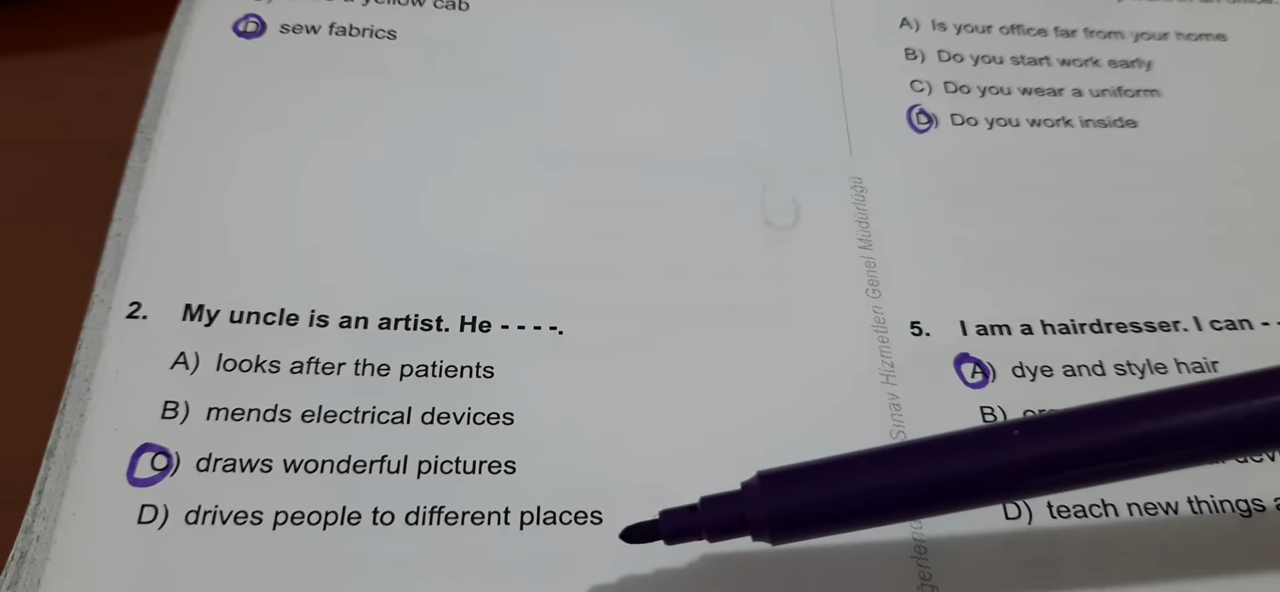 yellow cab
D) sew fabrics
2. My uncle is an artist. He - - - -.
A) looks after the patients
B) mends electrical devices
C) draws wonderful pictures
D) drives people to different places
Sınav Hizmetleri Genel Müdürlüğü
A) Is your office far from your home
B) Do you start work early
C) Do you wear a uniform
D) Do you work inside
5. I am a hairdresser. I can - -
A) dye and style hair
B)
D) teach new things